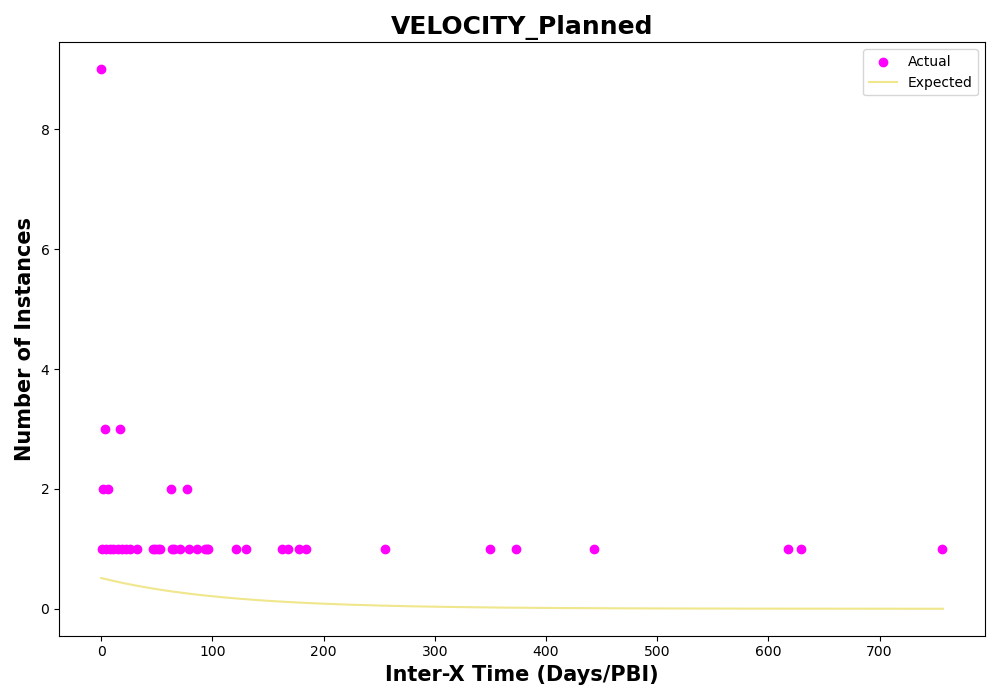 VELOCITY_Planned
Actual
Expected
Number of Instances
8
6
4
2
0
0 100 200 300 400 500 600 700
Inter-X Time (Days/PBI)